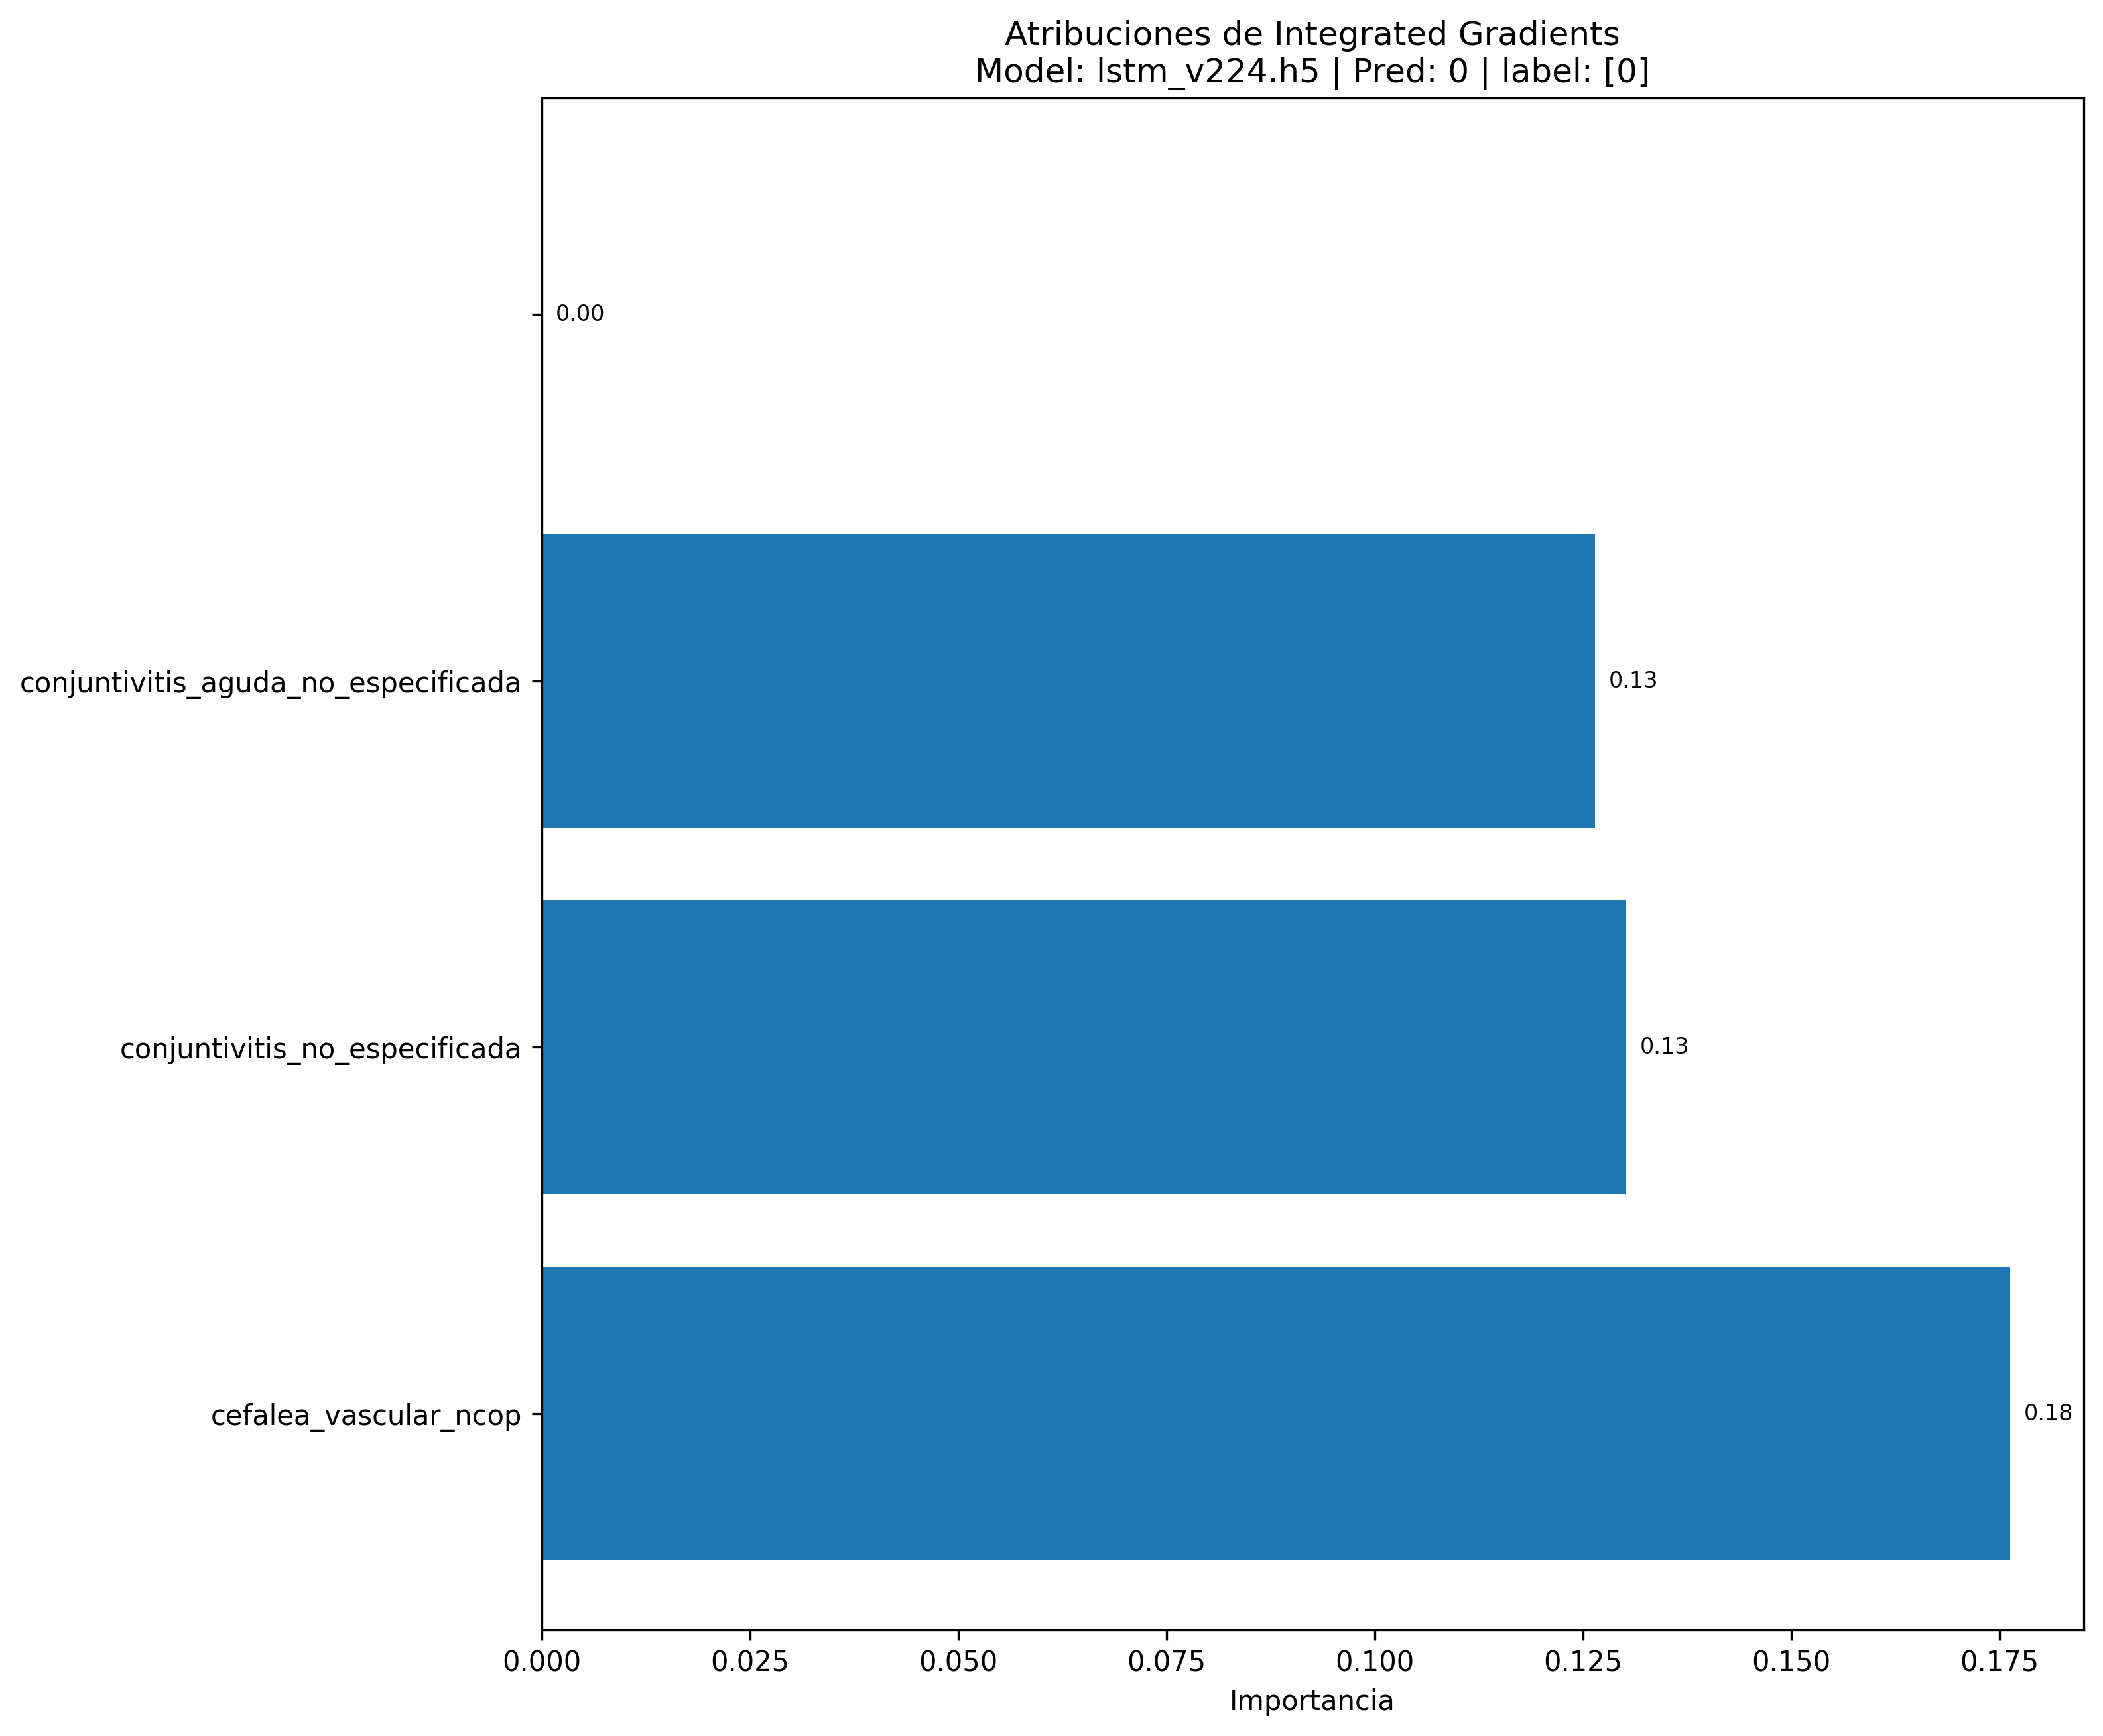 Atribuciones de Integrated Gradients
Model: lstm_v224.h5 | Pred: 0 | label: [0]
0.00
conjuntivitis_aguda_no_especificada
0.13
conjuntivitis_no_especificada
0.13
cefalea_vascular_ncop
0.18
0.000 0.025 0.050 0.075 0.100 0.125 0.150 0.175
Importancia